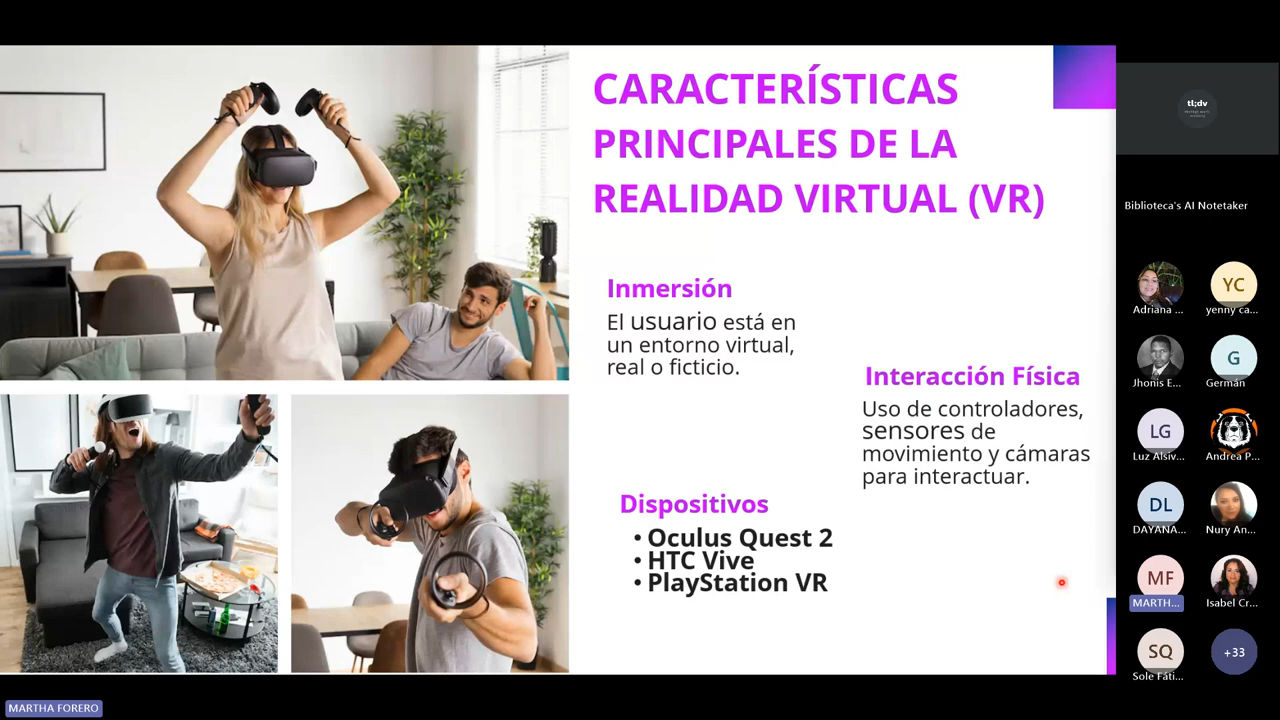 CARACTERÍSTICAS
PRINCIPALES DE LA
REALIDAD VIRTUAL (VR)
Inmersión
El usuario está en
un entorno virtual,
real o ficticio.
Interacción Física
Uso de controladores,
sensores de
movimiento y cámaras
para interactuar.
Dispositivos
• Oculus Quest 2
• HTC Vive
• PlayStation VR
tl;dv
Biblioteca's AI Notetaker
Adriana ...
YC
yenny ca...
Jhonis E...
G
Germán
LG
Luz Alsiv...
Andrea P...
DL
DAYANA...
Nury An...
MF
MARTH...
Isabel Cr...
SQ
Sole Fáti...
+33
MARTHA FORERO